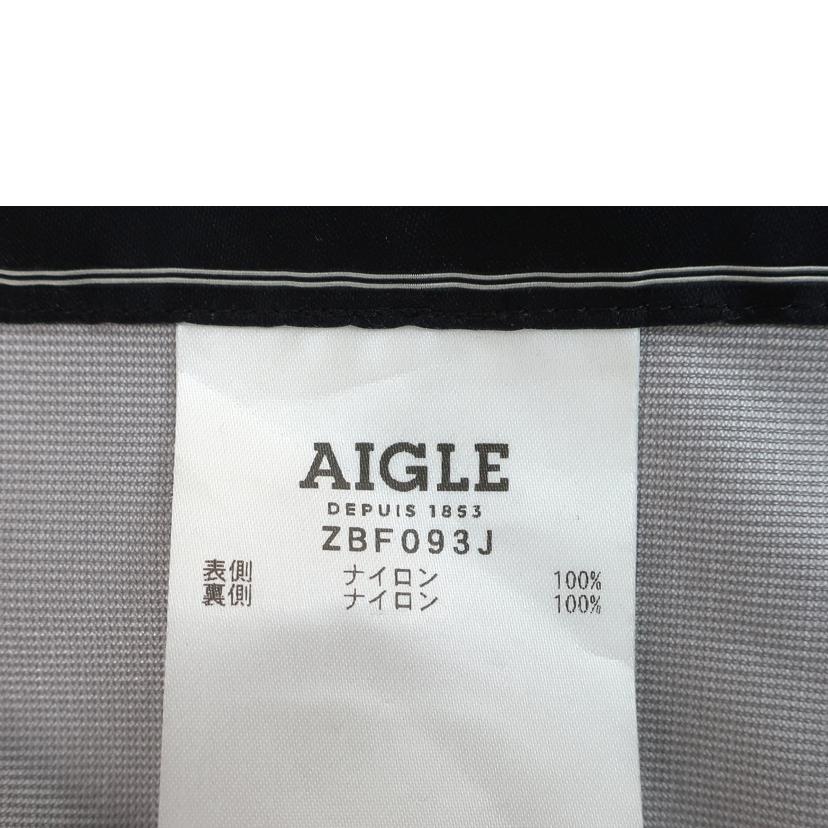 AIGLE
DEPUIS 1853
ZBF093J
表側 ナイロン 100%
裏側 ナイロン 100%